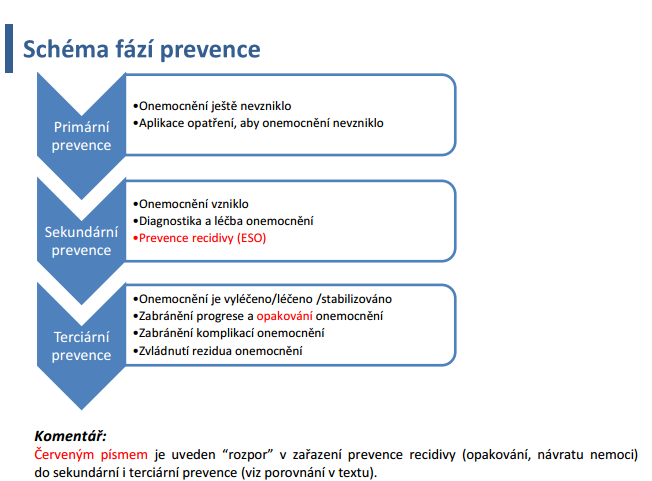 Schéma fází prevence
Primární
prevence
•Onemocnění ještě nevzniklo
•Aplikace opatření, aby onemocnění nevzniklo
Sekundární
prevence
•Onemocnění vzniklo
•Diagnostika a léčba onemocnění
•Prevence recidivy (ESO)
Terciární
prevence
•Onemocnění je vyléčeno/léčeno /stabilizováno
•Zabránění progrese a opakování onemocnění
•Zabránění komplikací onemocnění
•Zvládnutí rezidua onemocnění
Komentář:
Červeným písmem je uveden “rozpor” v zařazení prevence recidivy (opakování, návratu nemoci)
do sekundární i terciární prevence (viz porovnání v textu).